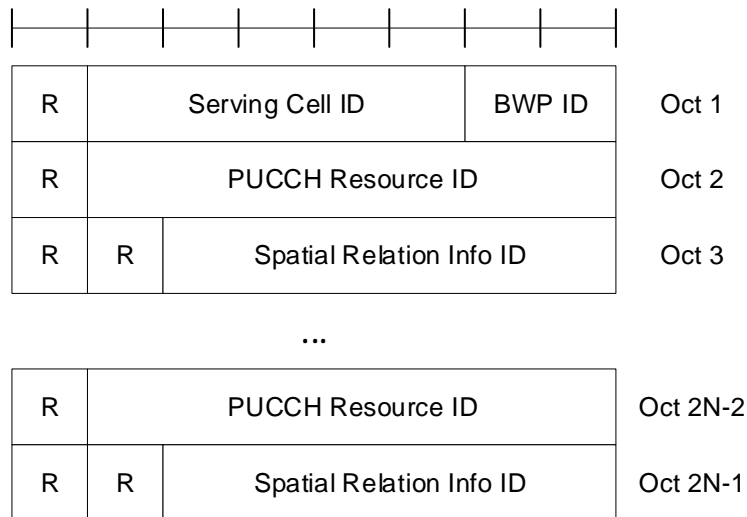 R Serving Cell ID BWP ID Oct 1
R PUCCH Resource ID Oct 2
R R Spatial Relation Info ID Oct 3
...
R PUCCH Resource ID Oct 2N-2
R R Spatial Relation Info ID Oct 2N-1